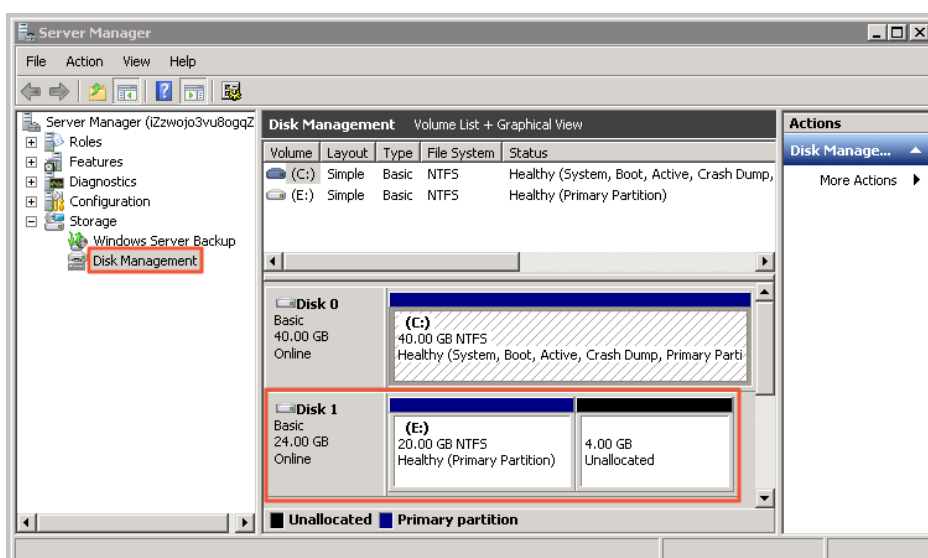 Server Manager
File Action View Help
Server Manager (iZzwojo3vu8ogqZ
Roles
Features
Diagnostics
Configuration
Storage
Windows Server Backup
Disk Management
Disk Management Volume List + Graphical View
Volume Layout Type File System Status
(C:) Simple Basic NTFS Healthy (System, Boot, Active, Crash Dump,
(E:) Simple Basic NTFS Healthy (Primary Partition)
Disk 0
Basic
40.00 GB
Online
(C:)
40.00 GB NTFS
Healthy (System, Boot, Active, Crash Dump, Primary Parti
Disk 1
Basic
24.00 GB
Online
(E:)
20.00 GB NTFS
Healthy (Primary Partition)
4.00 GB
Unallocated
Unallocated Primary partition
Actions
Disk Manage...
More Actions